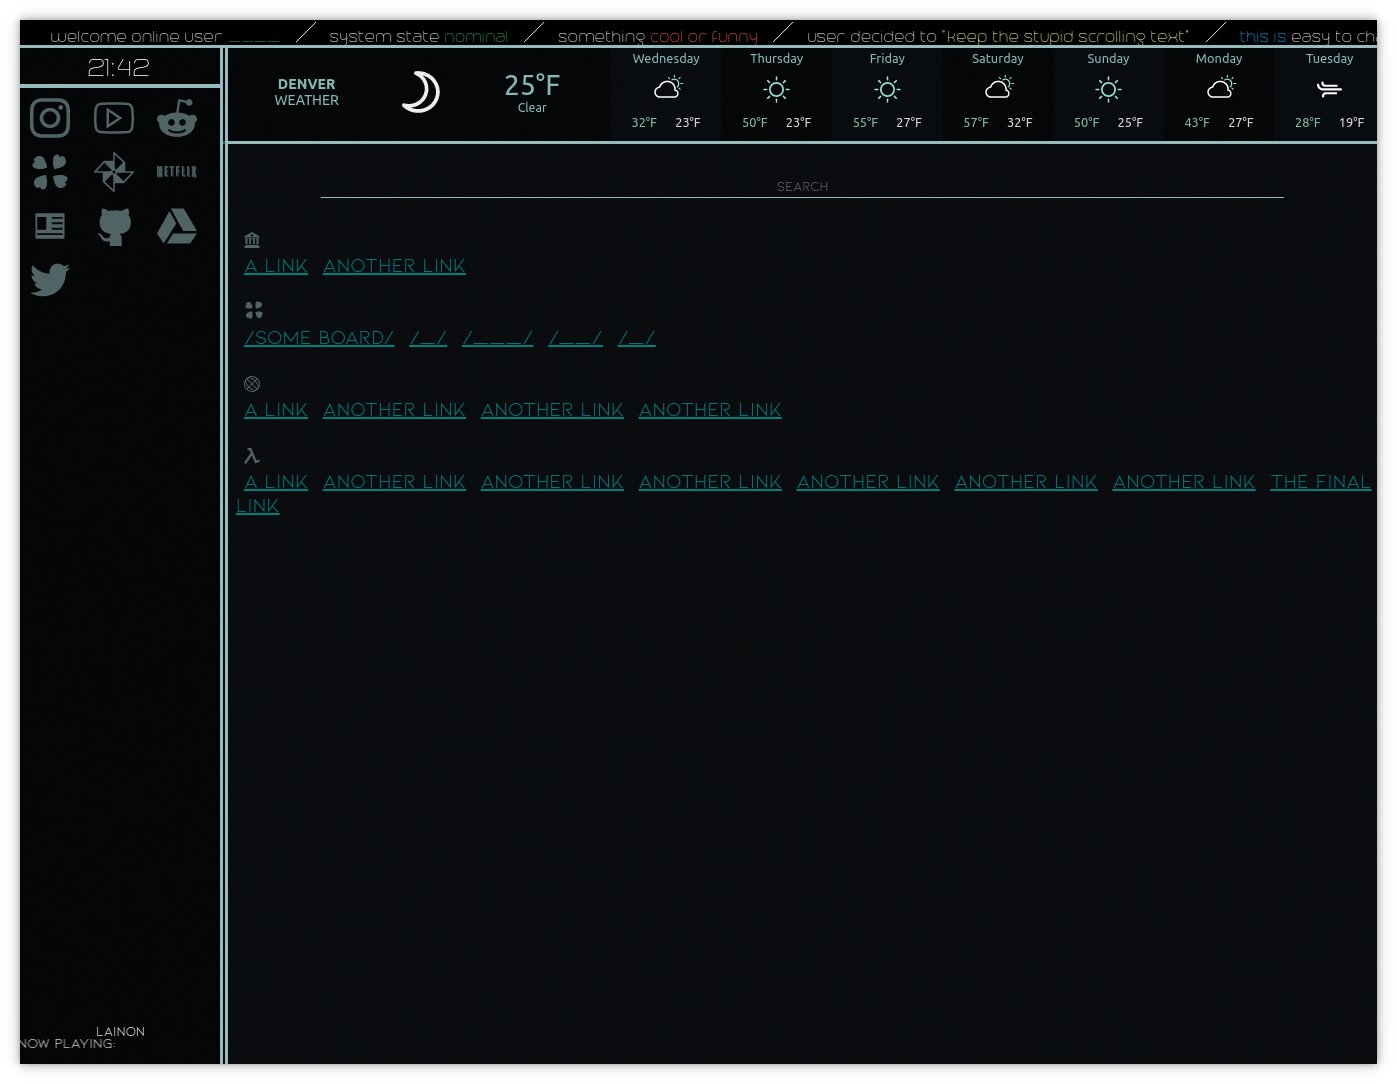 welcome online user ____ / system state nominal / something cool or funny / user decided to "keep the stupid scrolling text" / this is easy to cha
21:42
DENVER
WEATHER
25°F
Clear
Wednesday
32°F 23°F
Thursday
50°F 23°F
Friday
55°F 27°F
Saturday
57°F 32°F
Sunday
50°F 25°F
Monday
43°F 27°F
Tuesday
28°F 19°F
NETFLIX
SEARCH
A LINK ANOTHER LINK
/SOME BOARD/ /_/ /___/ /__/ /_/
A LINK ANOTHER LINK ANOTHER LINK ANOTHER LINK
A LINK ANOTHER LINK ANOTHER LINK ANOTHER LINK ANOTHER LINK ANOTHER LINK ANOTHER LINK THE FINAL
LINK
LAINON
NOW PLAYING: